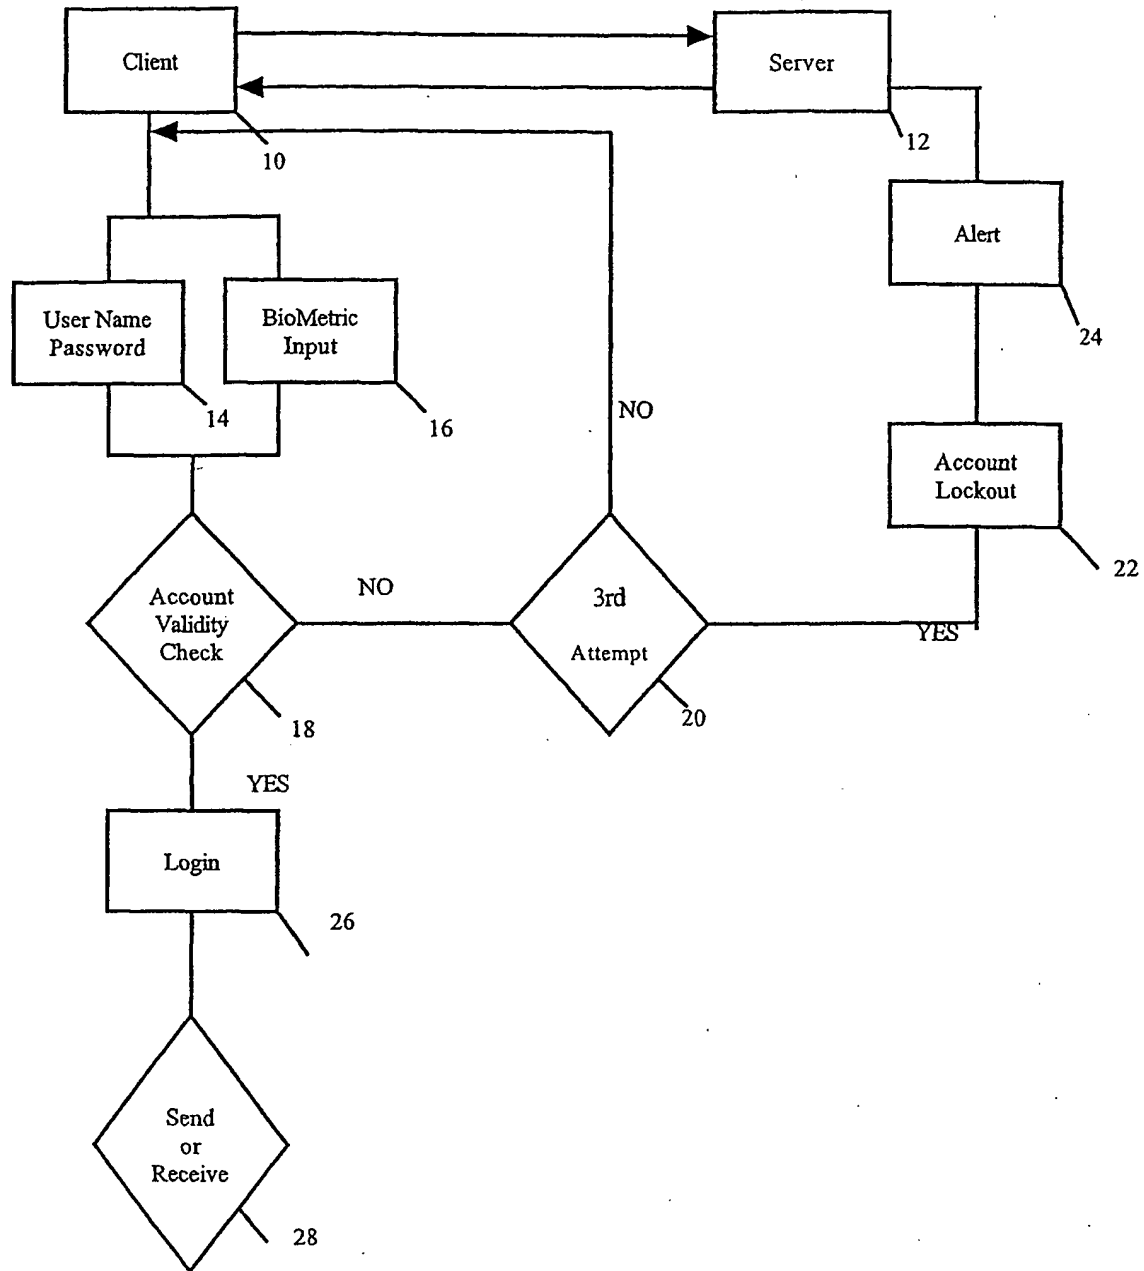 Client
Server
10
12
Alert
24
User Name
Password
14
BioMetric
Input
16
NO
Account
Lockout
22
Account
Validity
Check
18
NO
3rd
Attempt
20
YES
YES
Login
26
Send
or
Receive
28